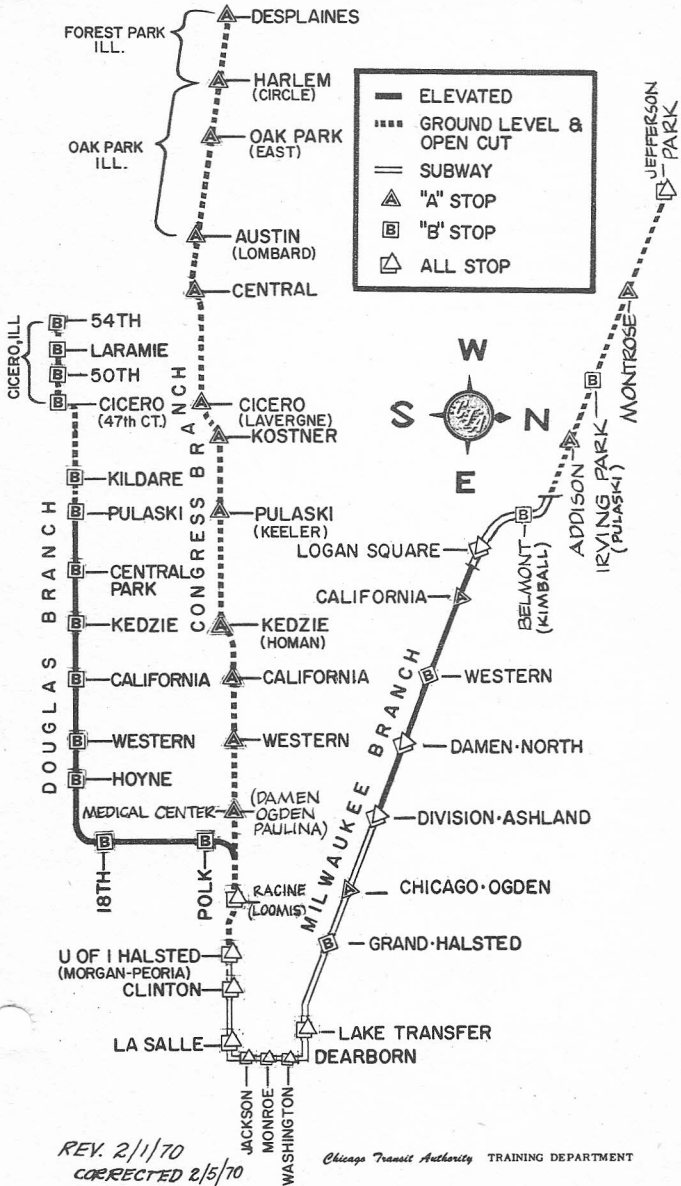 DESPLAINES
FOREST PARK
ILL.
HARLEM
(CIRCLE)
OAK PARK
(EAST)
OAK PARK
ILL.
AUSTIN
(LOMBARD)
CENTRAL
ELEVATED
GROUND LEVEL &
OPEN CUT
SUBWAY
A "A" STOP
B "B" STOP
ALL STOP
JEFFERSON
PARK
MONTROSE
IRVING PARK
(PULASKI)
ADDISON
BELMONT
(KIMBALL)
W
S
N
E
CICERO, ILL
54TH
LARAMIE
50TH
CICERO
(47th CT.)
KILDARE
PULASKI
CENTRAL
PARK
KEDZIE
CALIFORNIA
WESTERN
HOYNE
18TH
POLK
DOUGLAS BRANCH
CONGRESS BRANCH
CICERO
(LAVERGNE)
KOSTNER
PULASKI
(KEELER)
KEDZIE
(HOMAN)
CALIFORNIA
WESTERN
MEDICAL CENTER
(DAMEN
OGDEN
PAULINA)
RACINE
(LOOMIS)
U OF I HALSTED
(MORGAN-PEORIA)
CLINTON
LA SALLE
JACKSON
MONROE
WASHINGTON
DEARBORN
LAKE TRANSFER
GRAND·HALSTED
CHICAGO·OGDEN
DIVISION·ASHLAND
DAMEN·NORTH
WESTERN
CALIFORNIA
LOGAN SQUARE
MILWAUKEE BRANCH
REV. 2/1/70
CORRECTED 2/5/70
Chicago Transit Authority TRAINING DEPARTMENT